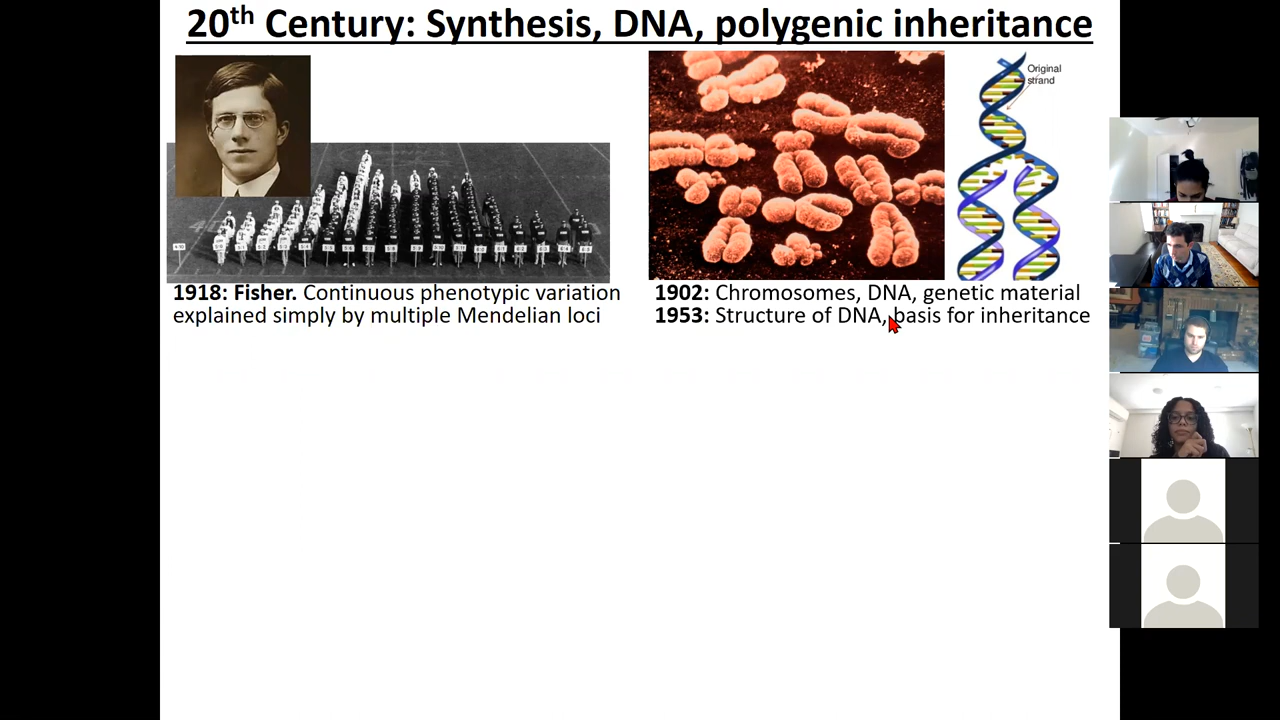 20th Century: Synthesis, DNA, polygenic inheritance
Original
strand
1918: Fisher. Continuous phenotypic variation
explained simply by multiple Mendelian loci
1902: Chromosomes, DNA, genetic material
1953: Structure of DNA, basis for inheritance